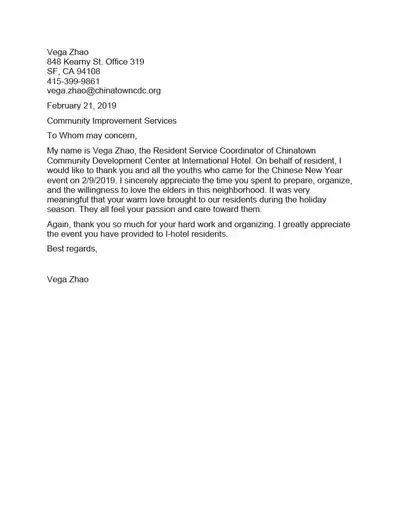 Vega Zhao
848 Kearny St. Office 319
SF, CA 94108
415-399-9861
vega.zhao@chinatowncdc.org
February 21, 2019
Community Improvement Services
To Whom may concern,
My name is Vega Zhao, the Resident Service Coordinator of Chinatown
Community Development Center at International Hotel. On behalf of resident, I
would like to thank you and all the youths who came for the Chinese New Year
event on 2/9/2019. I sincerely appreciate the time you spent to prepare, organize,
and the willingness to love the elders in this neighborhood. It was very
meaningful that your warm love brought to our residents during the holiday
season. They all feel your passion and care toward them.
Again, thank you so much for your hard work and organizing. I greatly appreciate
the event you have provided to I-hotel residents.
Best regards,
Vega Zhao